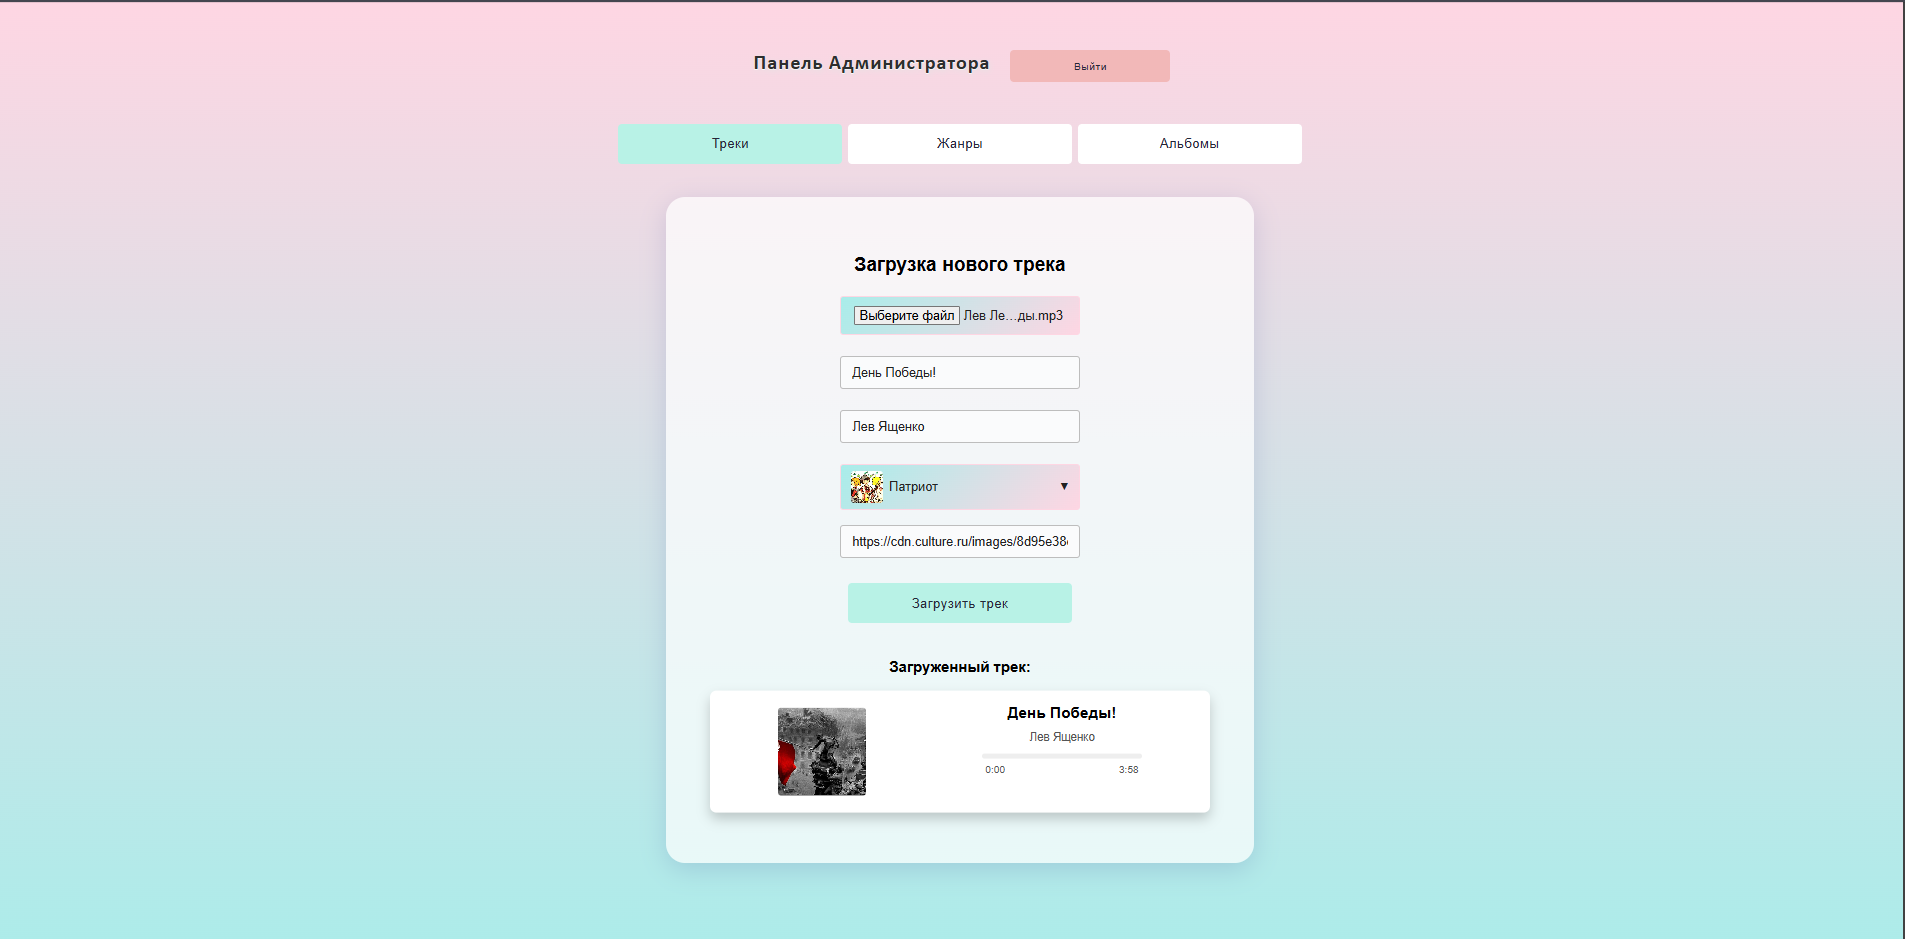 Панель Администратора
Выйти
Треки
Жанры
Альбомы
Загрузка нового трека
Выберите файл Лев Ле...ды.mp3
День Победы!
Лев Ященко
Патриот ▼
https://cdn.culture.ru/images/8d95e38
Загрузить трек
Загруженный трек:
День Победы!
Лев Ященко
0:00 3:58